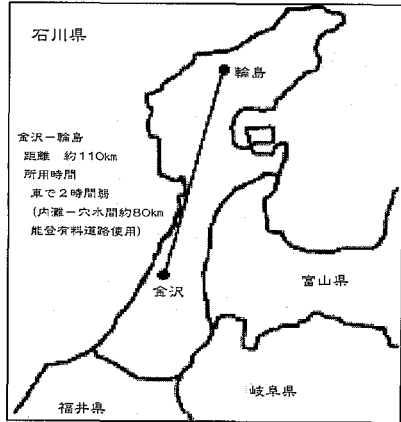 石川県
輪島
金沢－輪島
距離 約110km
所用時間
車で２時間弱
(内灘－穴水間約80km
能登有料道路使用)
金沢
富山県
福井県
岐阜県